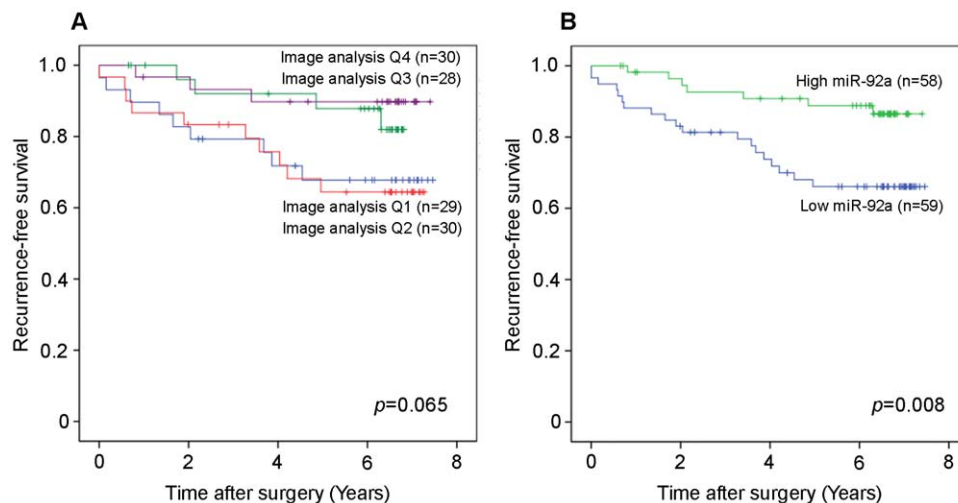 A
Recurrence-free survival
1.0
0.8
0.6
0.4
0.2
0
Image analysis Q4 (n=30)
Image analysis Q3 (n=28)
Image analysis Q1 (n=29)
Image analysis Q2 (n=30)
p=0.065
0 2 4 6 8
Time after surgery (Years)
B
Recurrence-free survival
1.0
0.8
0.6
0.4
0.2
0
High miR-92a (n=58)
Low miR-92a (n=59)
p=0.008
0 2 4 6 8
Time after surgery (Years)